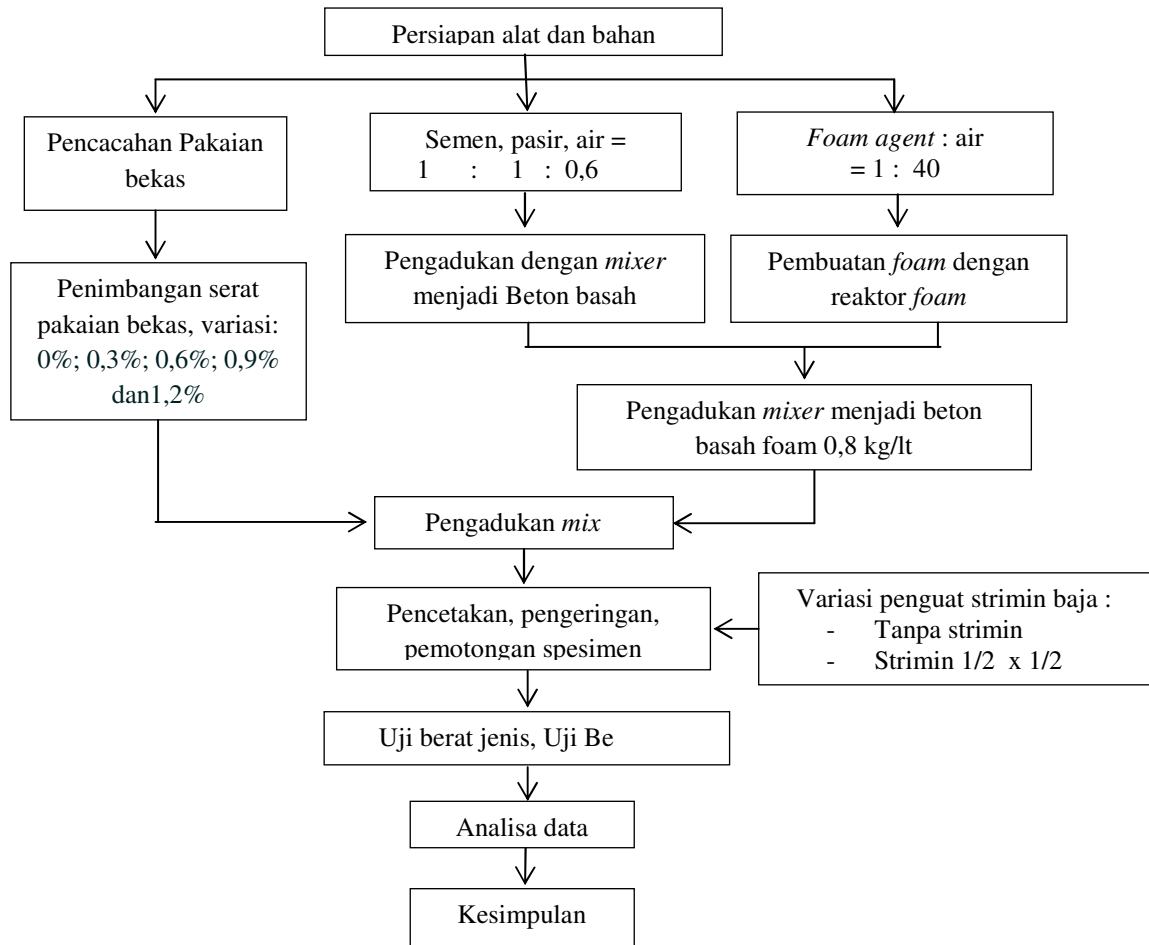 Persiapan alat dan bahan
Pencacahan Pakaian
bekas
Semen, pasir, air =
1 : 1 : 0,6
Foam agent : air
= 1 : 40
Penimbangan serat
pakaian bekas, variasi:
0%; 0,3%; 0,6%; 0,9%
dan1,2%
Pengadukan dengan mixer
menjadi Beton basah
Pembuatan foam dengan
reaktor foam
Pengadukan mixer menjadi beton
basah foam 0,8 kg/lt
Pengadukan mix
Pencetakan, pengeringan,
pemotongan spesimen
Variasi penguat strimin baja :
- Tanpa strimin
- Strimin 1/2 x 1/2
Uji berat jenis, Uji Be
Analisa data
Kesimpulan